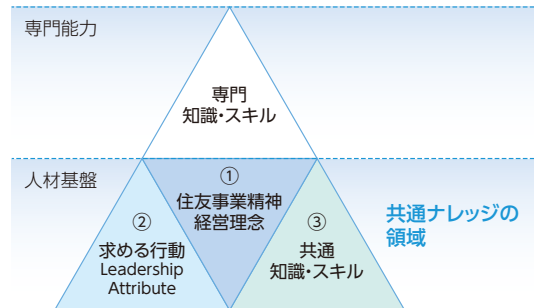 専門能力
専門
知識・スキル
人材基盤
①
住友事業精神
経営理念
②
求める行動
Leadership
Attribute
③
共通
知識・スキル
共通ナレッジの
領域